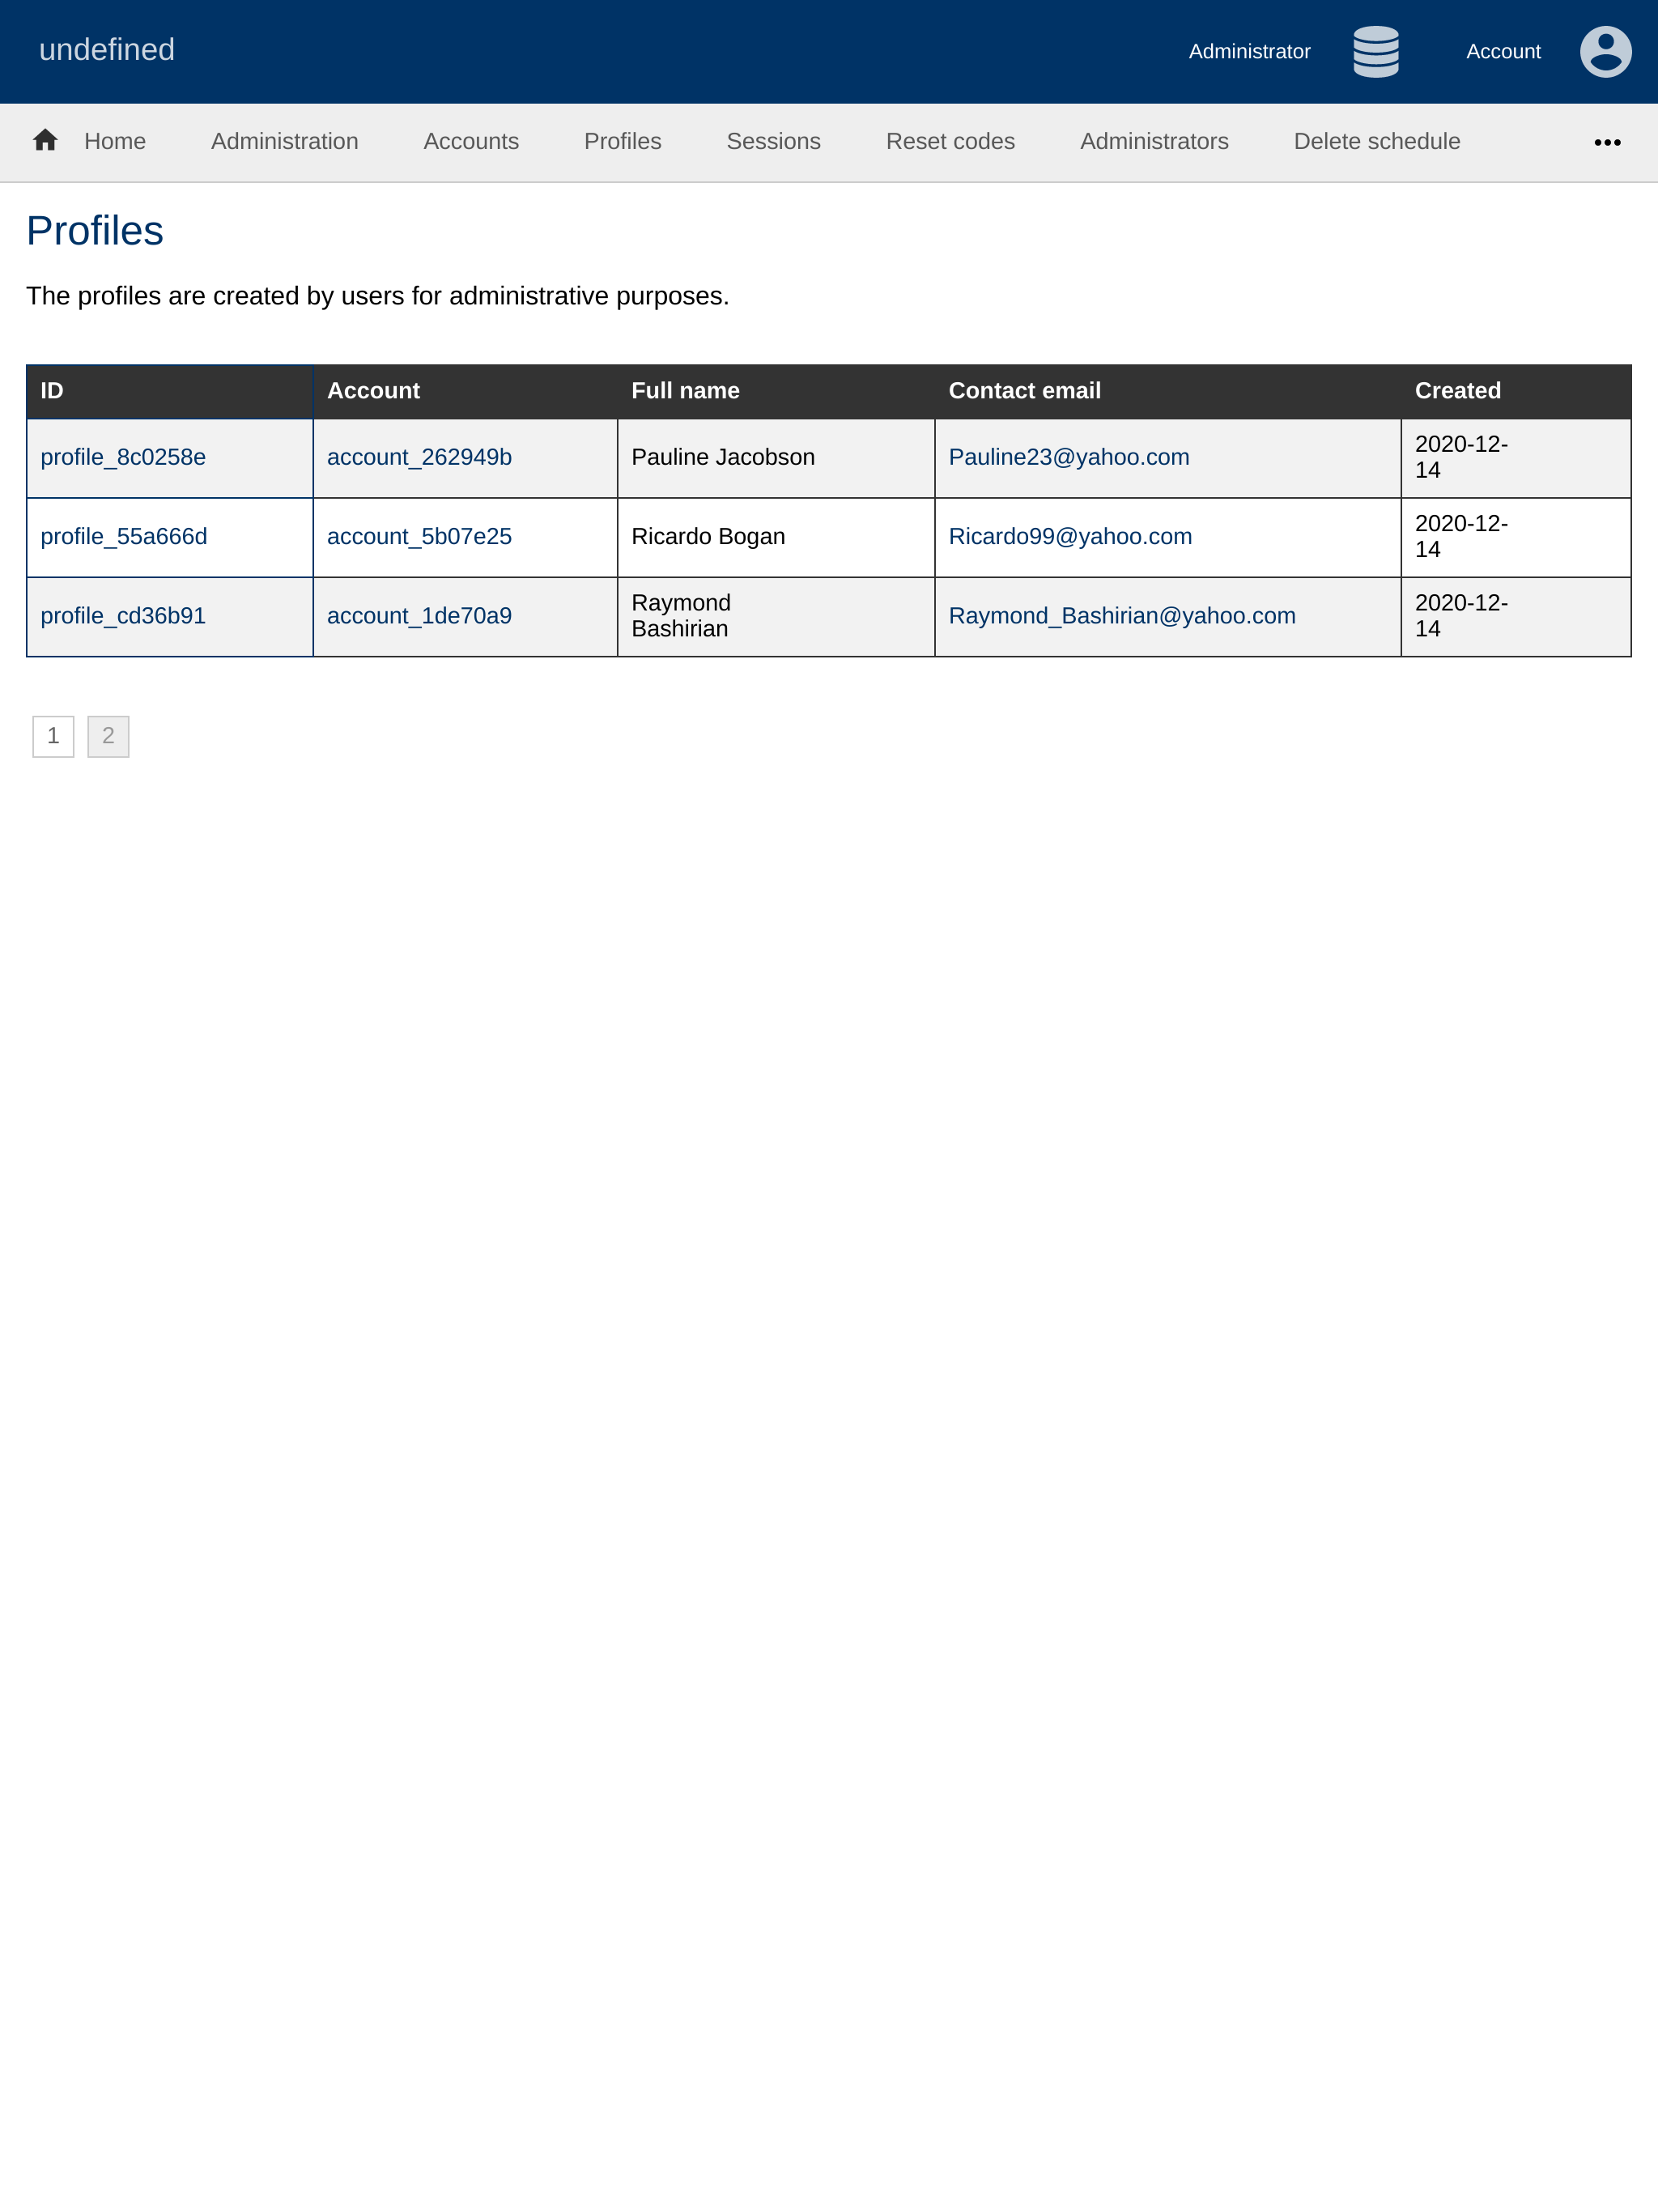 undefined
Administrator
Account
Home
Administration
Accounts
Profiles
Sessions
Reset codes
Administrators
Delete schedule
Profiles
The profiles are created by users for administrative purposes.
ID
Account
Full name
Contact email
Created
profile_8c0258e
account_262949b
Pauline Jacobson
Pauline23@yahoo.com
2020-12-
14
profile_55a666d
account_5b07e25
Ricardo Bogan
Ricardo99@yahoo.com
2020-12-
14
profile_cd36b91
account_1de70a9
Raymond
Bashirian
Raymond_Bashirian@yahoo.com
2020-12-
14
1
2